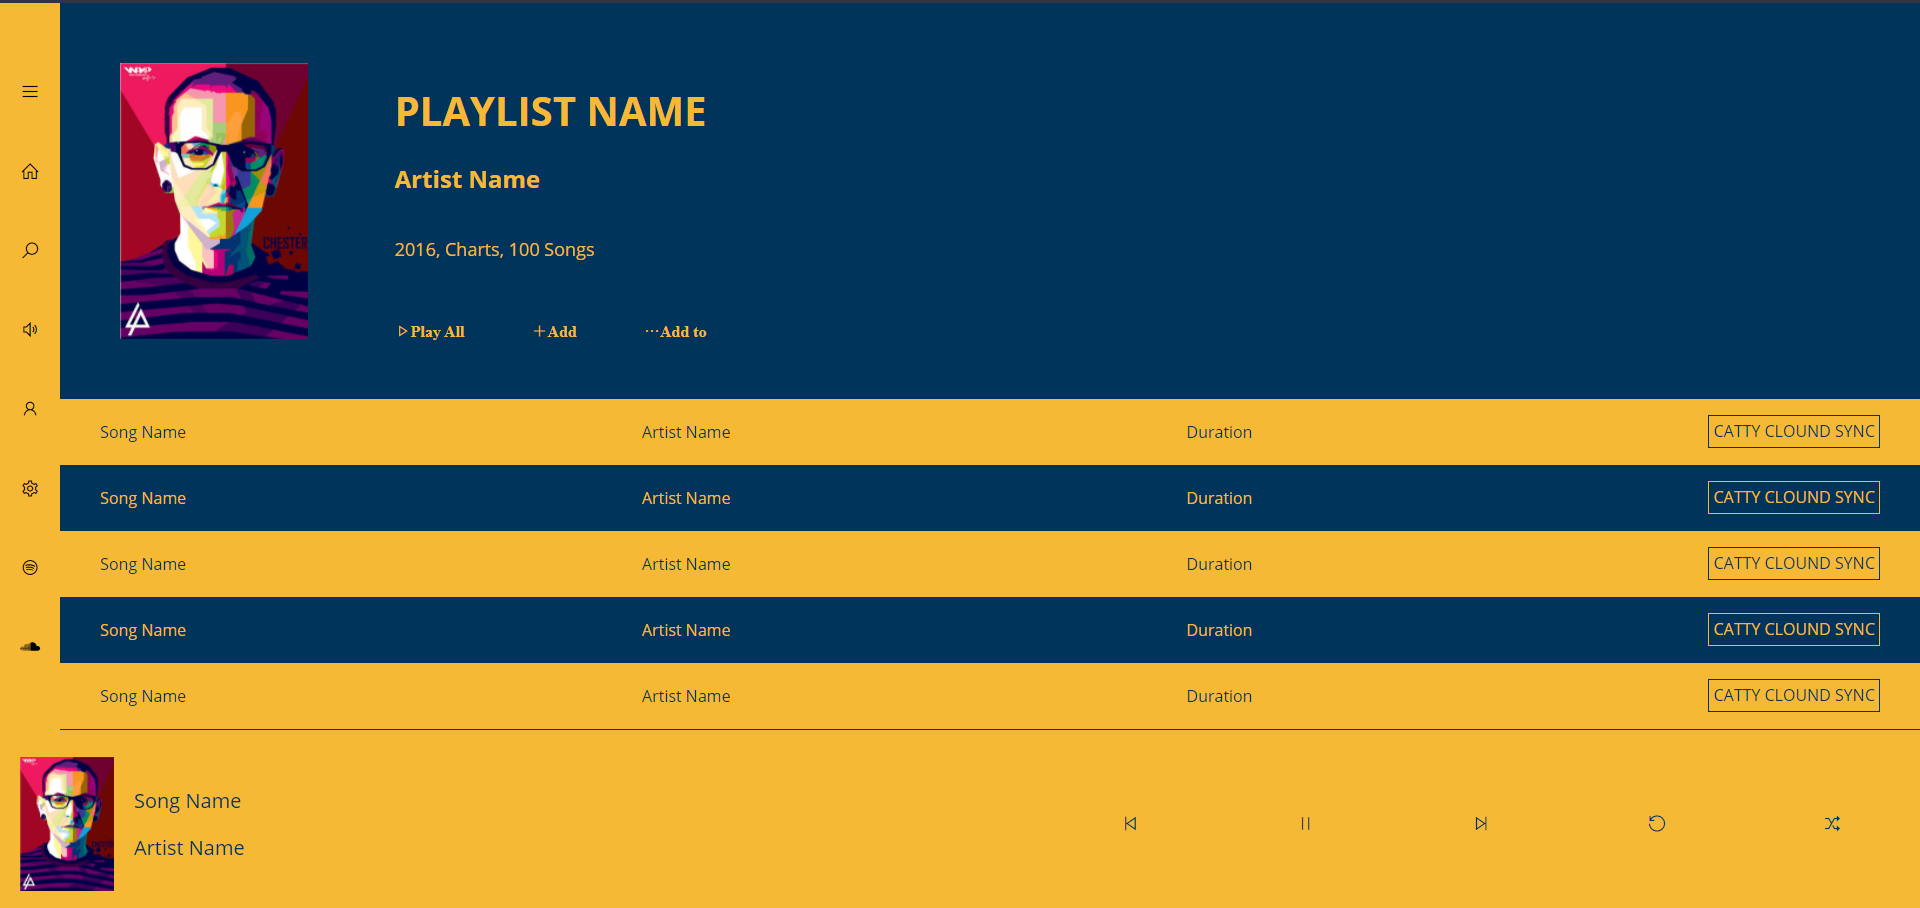 PLAYLIST NAME
Artist Name
2016, Charts, 100 Songs
Play All Add Add to
CHESTER
Song Name Artist Name Duration CATTY CLOUND SYNC
Song Name Artist Name Duration CATTY CLOUND SYNC
Song Name Artist Name Duration CATTY CLOUND SYNC
Song Name Artist Name Duration CATTY CLOUND SYNC
Song Name Artist Name Duration CATTY CLOUND SYNC
Song Name
Artist Name